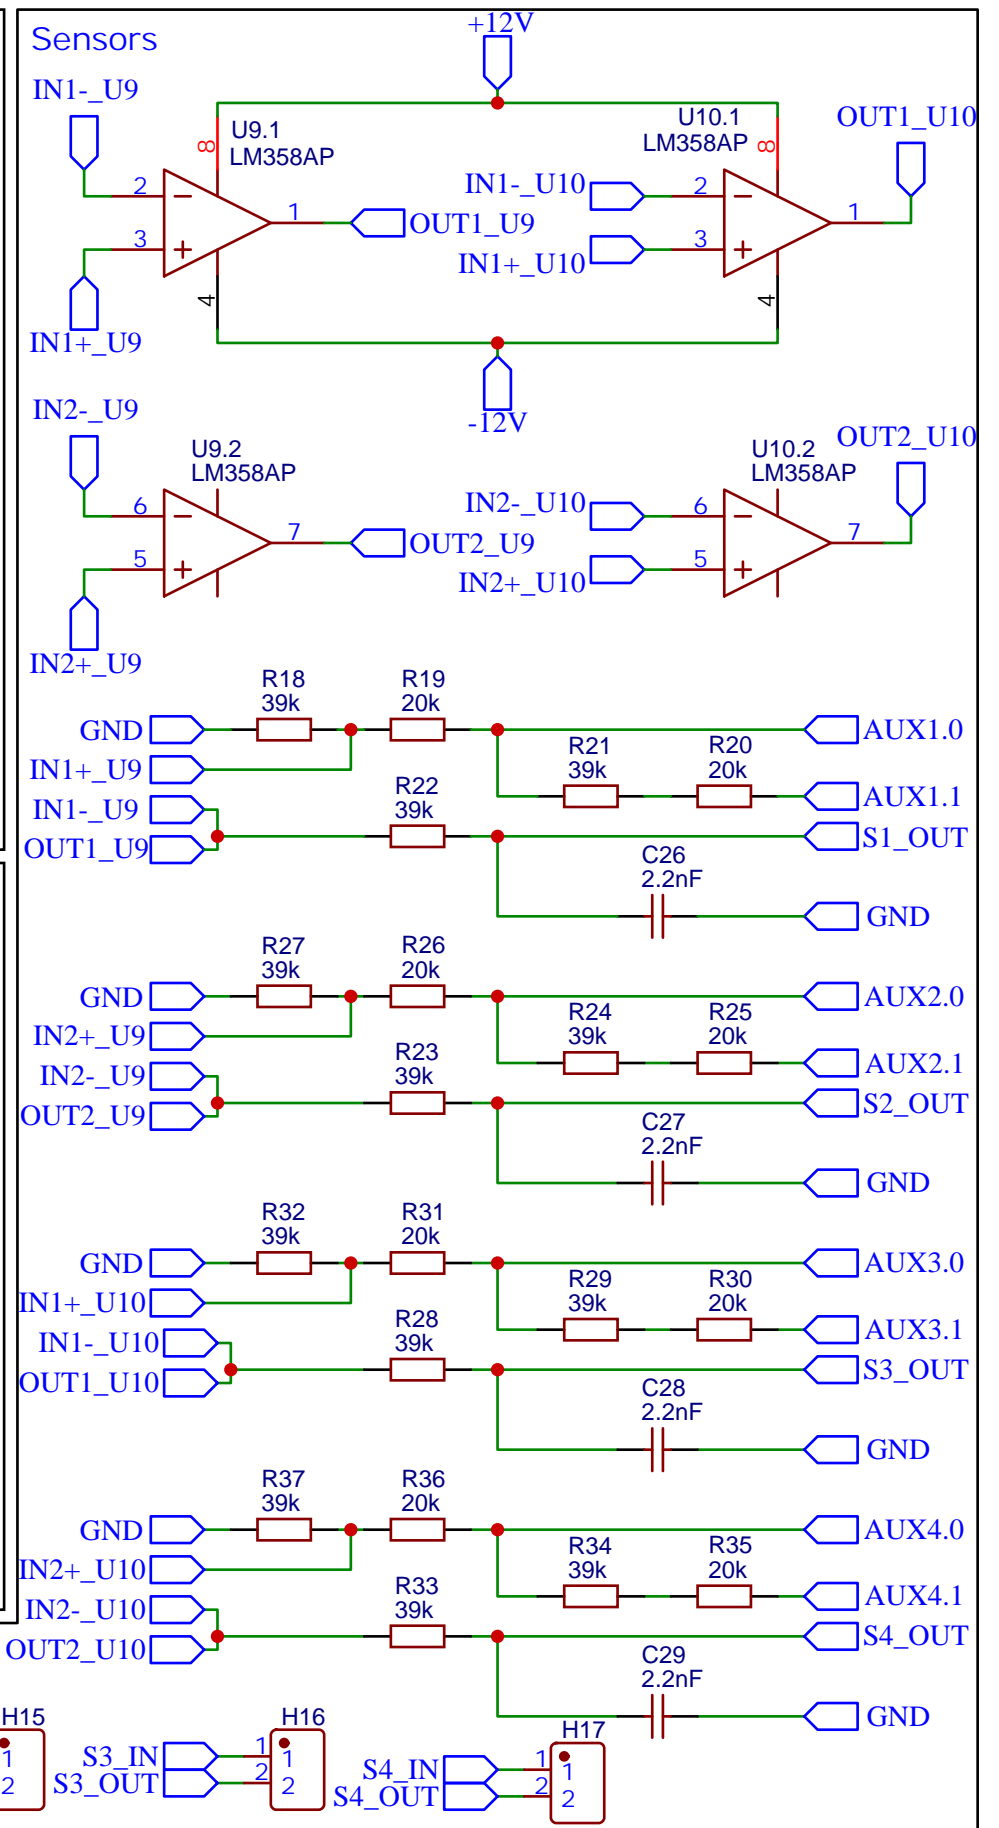 Sensors
+12V
IN1-_U9
U9.1
LM358AP
8
2
3
1
4
OUT1_U9
IN1+_U9
U10.1
LM358AP
OUT1_U10
8
IN1-_U10
2
IN1+_U10
3
1
4
-12V
IN2-_U9
U9.2
LM358AP
6
5
7
OUT2_U9
IN2+_U9
U10.2
LM358AP
OUT2_U10
IN2-_U10
6
IN2+_U10
5
7
R18
39k
R19
20k
GND
AUX1.0
IN1+_U9
R21
39k
R20
20k
AUX1.1
IN1-_U9
R22
39k
OUT1_U9
S1_OUT
C26
2.2nF
GND
R27
39k
R26
20k
GND
AUX2.0
IN2+_U9
R24
39k
R25
20k
AUX2.1
IN2-_U9
R23
39k
OUT2_U9
S2_OUT
C27
2.2nF
GND
R32
39k
R31
20k
GND
AUX3.0
IN1+_U10
R29
39k
R30
20k
AUX3.1
IN1-_U10
R28
39k
OUT1_U10
S3_OUT
C28
2.2nF
GND
R37
39k
R36
20k
GND
AUX4.0
IN2+_U10
R34
39k
R35
20k
AUX4.1
IN2-_U10
R33
39k
OUT2_U10
S4_OUT
C29
2.2nF
GND
H15
1
2
H16
S3_IN
1
1
S3_OUT
2
2
H17
S4_IN
1
1
S4_OUT
2
2